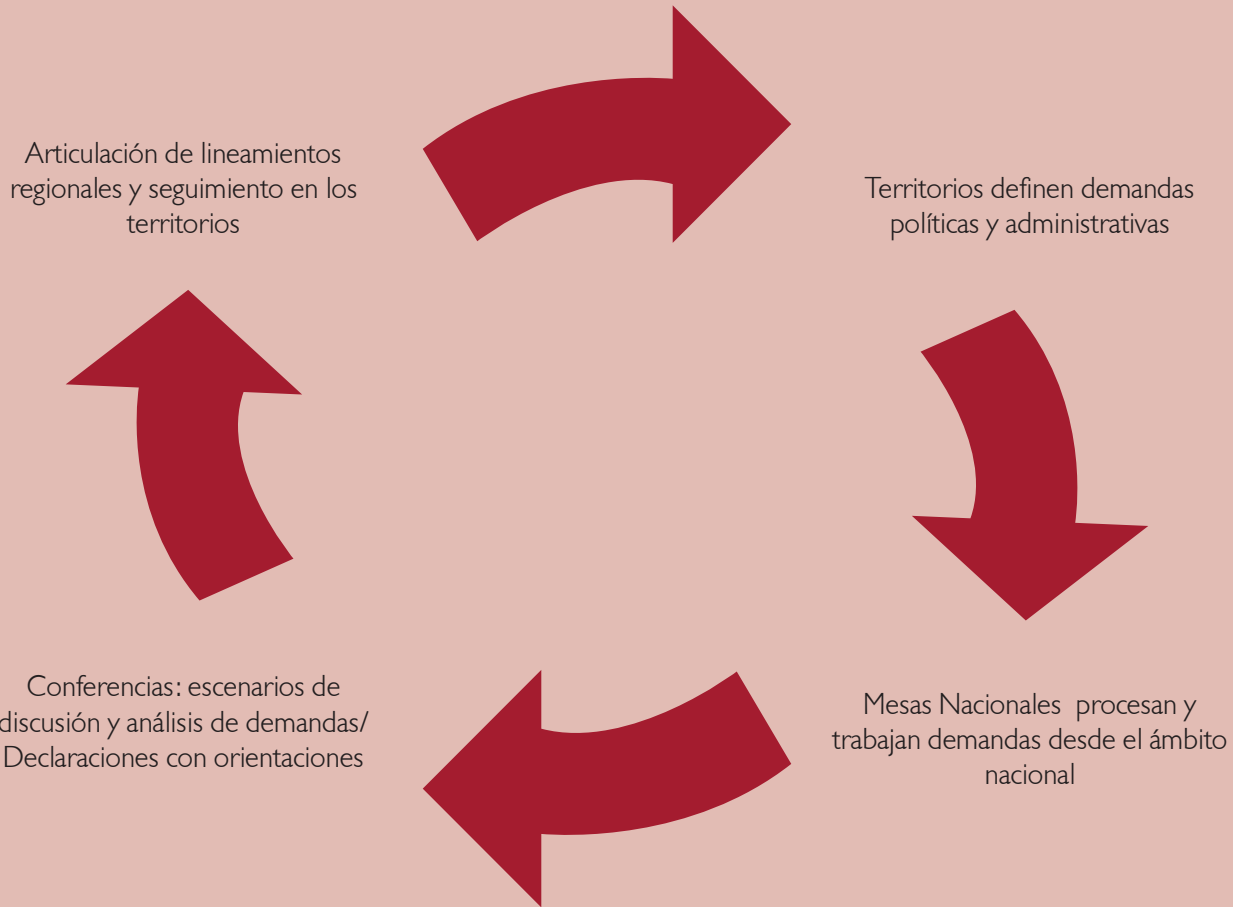 Articulación de lineamientos
regionales y seguimiento en los
territorios
Territorios definen demandas
políticas y administrativas
Mesas Nacionales  procesan y
trabajan demandas desde el ámbito
nacional
Conferencias: escenarios de
discusión y análisis de demandas/
Declaraciones con orientaciones